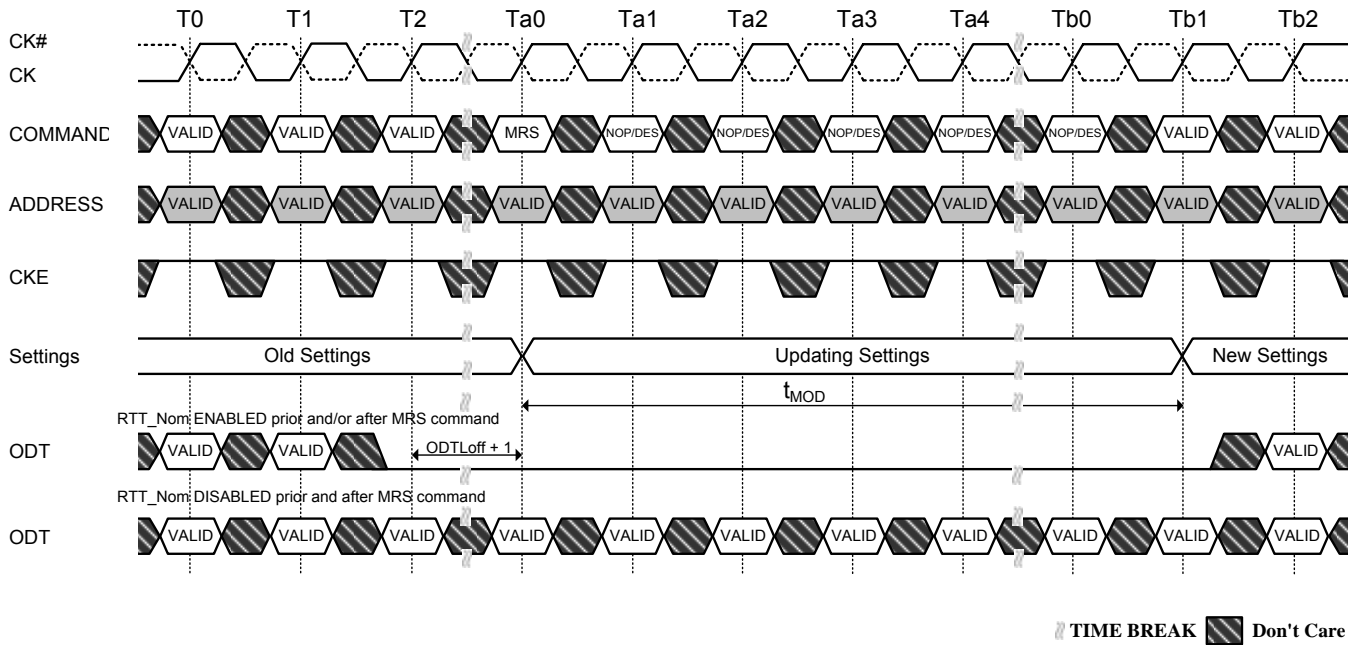 T0 T1 T2 Ta0 Ta1 Ta2 Ta3 Ta4 Tb0 Tb1 Tb2
CK#
CK
COMMAND VALID VALID VALID MRS NOP/DES NOP/DES NOP/DES NOP/DES NOP/DES VALID VALID
ADDRESS VALID VALID VALID VALID VALID VALID VALID VALID VALID VALID VALID
CKE
Settings Old Settings Updating Settings New Settings
tMOD
RTT_Nom ENABLED prior and/or after MRS command
ODT VALID VALID ODTLoff + 1 VALID
RTT_Nom DISABLED prior and after MRS command
ODT VALID VALID VALID VALID VALID VALID VALID VALID VALID VALID VALID
TIME BREAK Don't Care